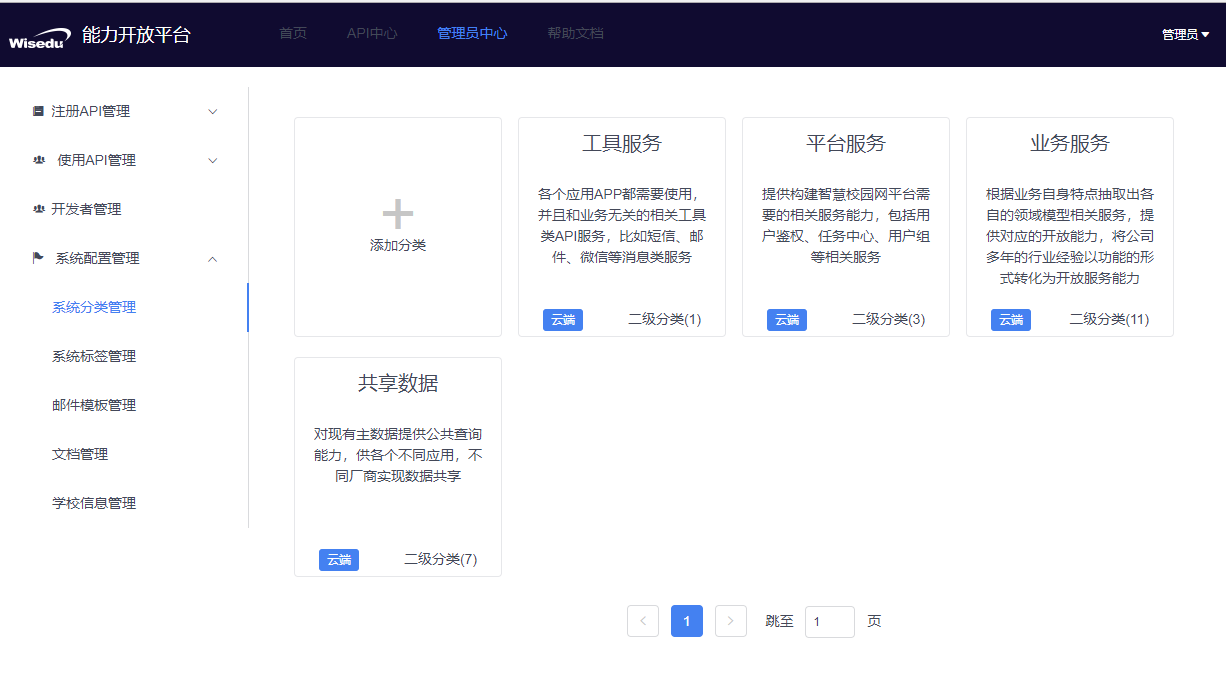 Wisedu 能力开放平台 首页 API中心 管理员中心 帮助文档 管理员
注册API管理
使用API管理
开发者管理
系统配置管理
系统分类管理
系统标签管理
邮件模板管理
文档管理
学校信息管理
添加分类
工具服务
各个应用APP都需要使用，
并且和业务无关的相关工具
类API服务，比如短信、邮
件、微信等消息类服务
云端 二级分类(1)
平台服务
提供构建智慧校园网平台需
要的相关服务能力，包括用
户鉴权、任务中心、用户组
等相关服务
云端 二级分类(3)
业务服务
根据业务自身特点抽取出各
自的领域模型相关服务，提
供对应的开放能力，将公司
多年的行业经验以功能的形
式转化为开放服务能力
云端 二级分类(11)
共享数据
对现有主数据提供公共查询
能力，供各个不同应用，不
同厂商实现数据共享
云端 二级分类(7)
1 跳至 1 页